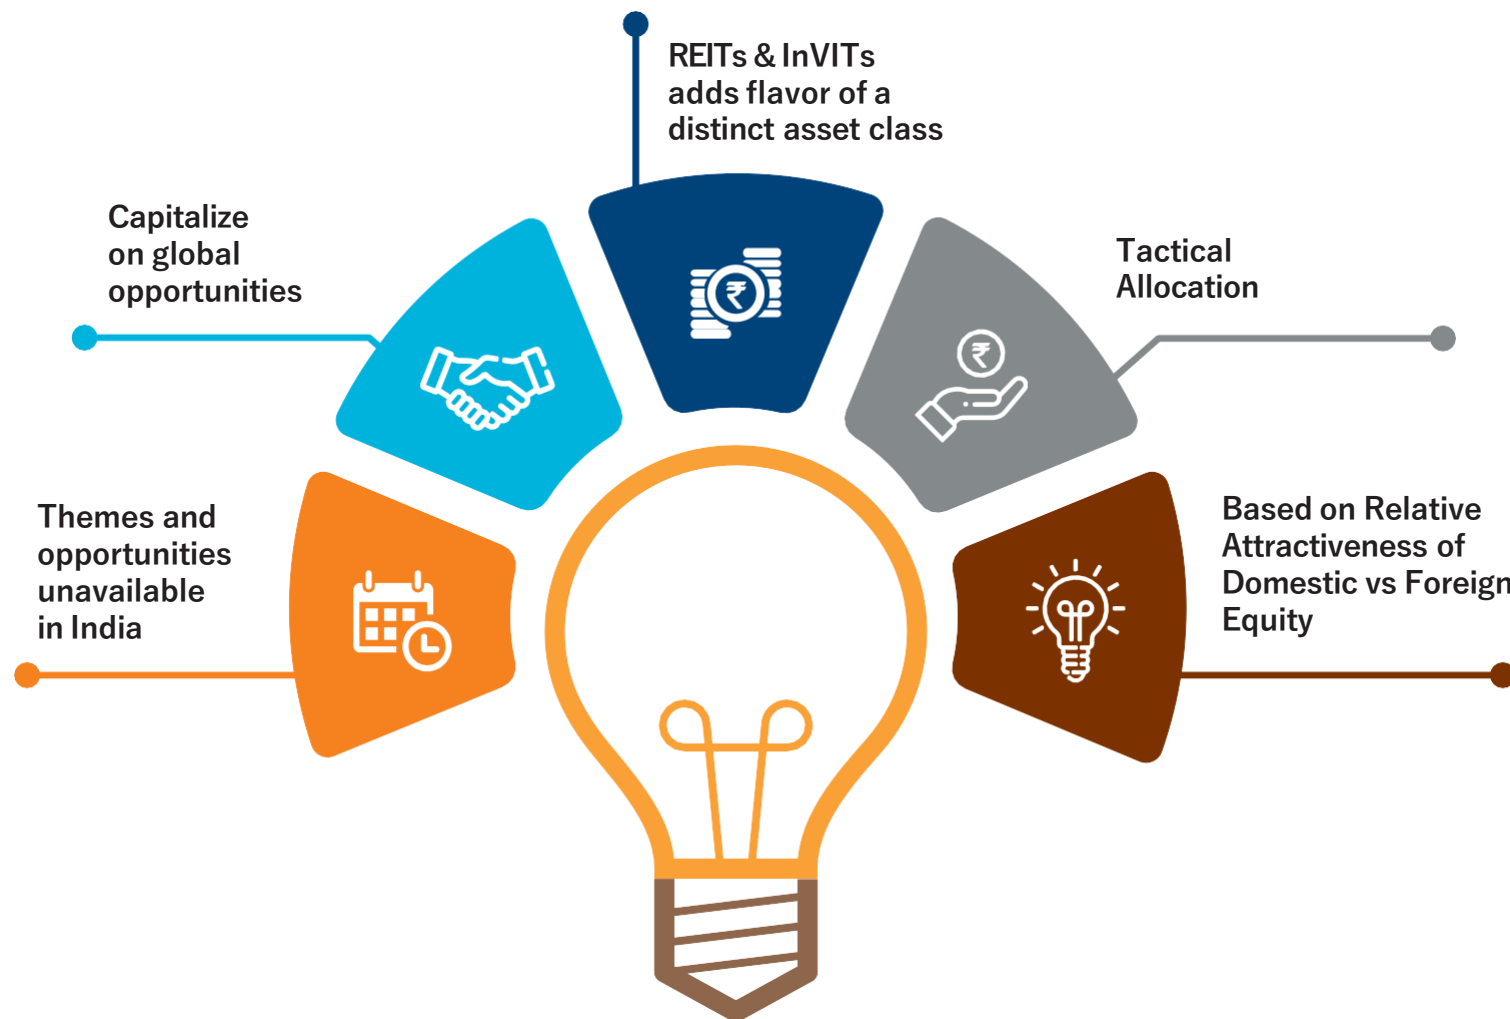 REITs & InVITs
adds flavor of a
distinct asset class
Capitalize
on global
opportunities
Tactical
Allocation
Themes and
opportunities
unavailable
in India
Based on Relative
Attractiveness of
Domestic vs Foreign
Equity
₹
₹